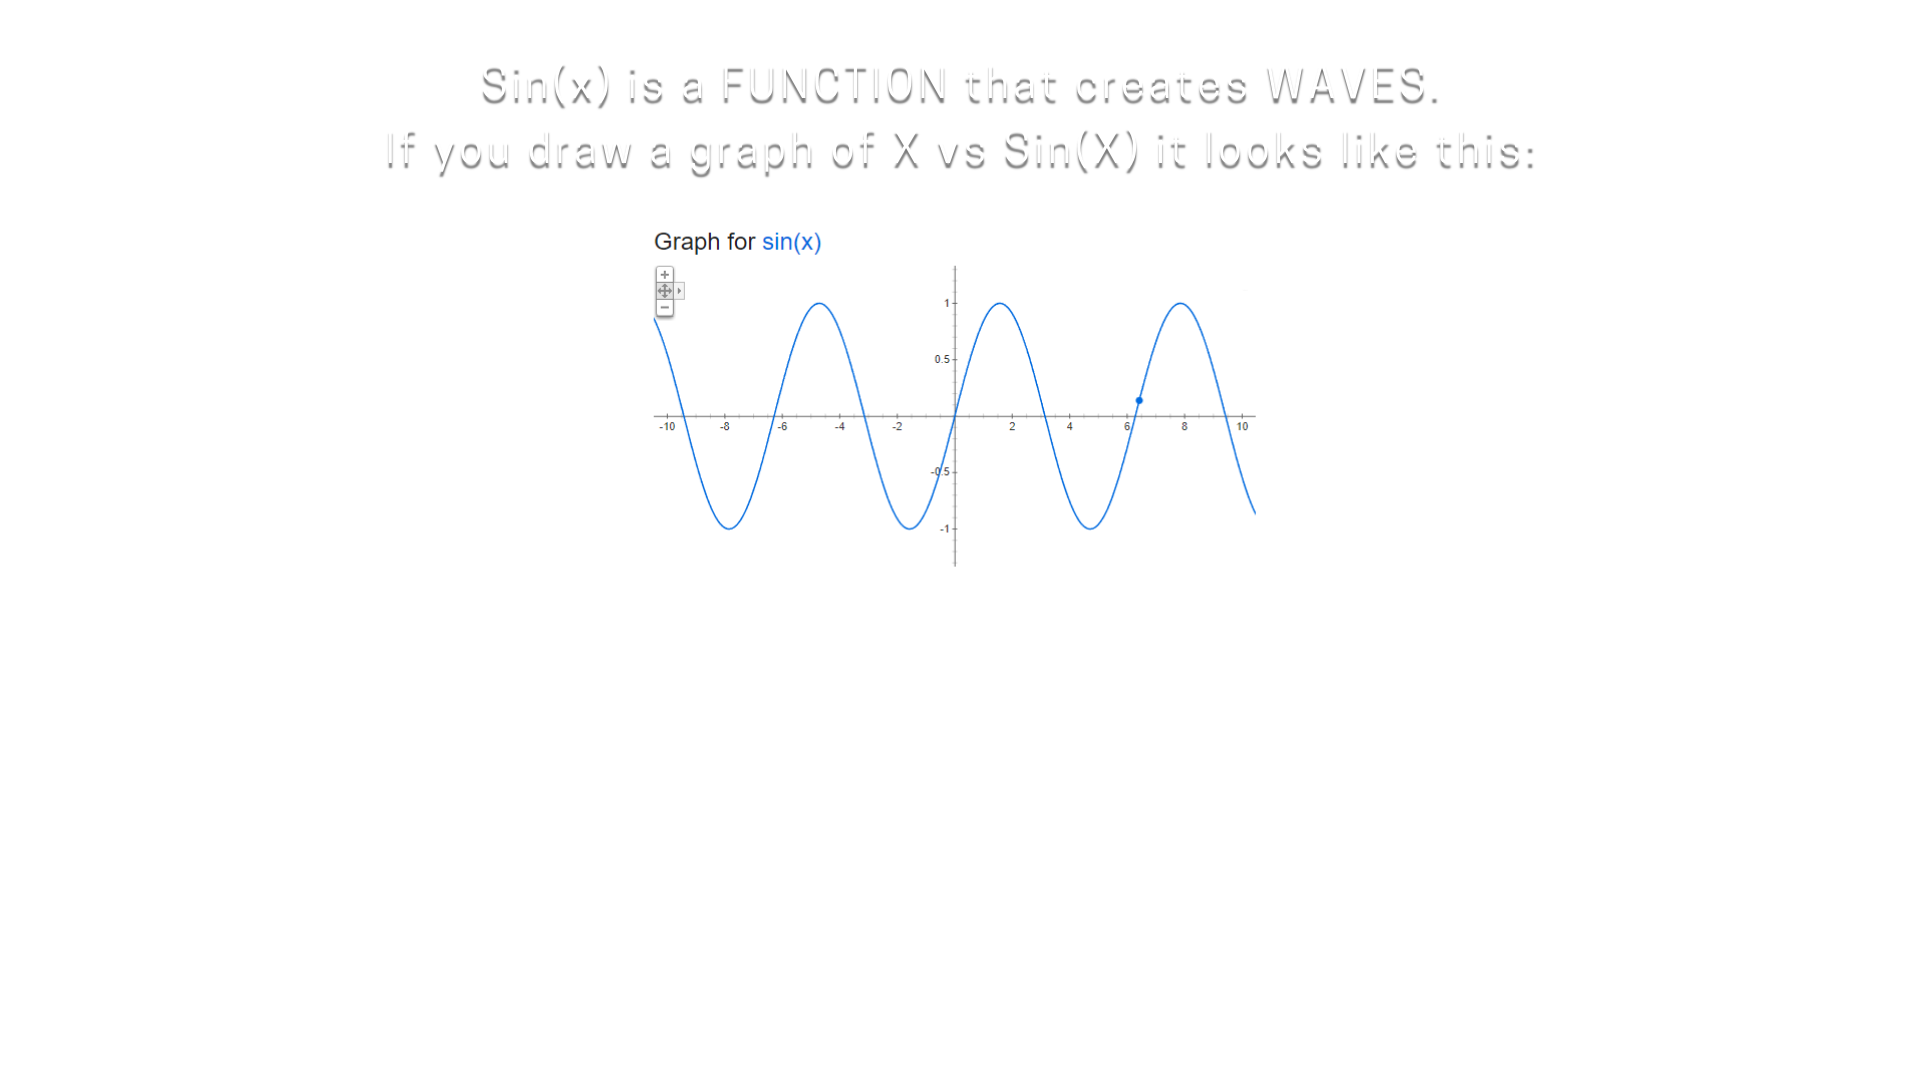 Sin(x) is a FUNCTION that creates WAVES.
If you draw a graph of X vs Sin(X) it looks like this:
Graph for sin(x)
1
0.5
-10 -8 -6 -4 -2 2 4 6 8 10
-0.5
-1